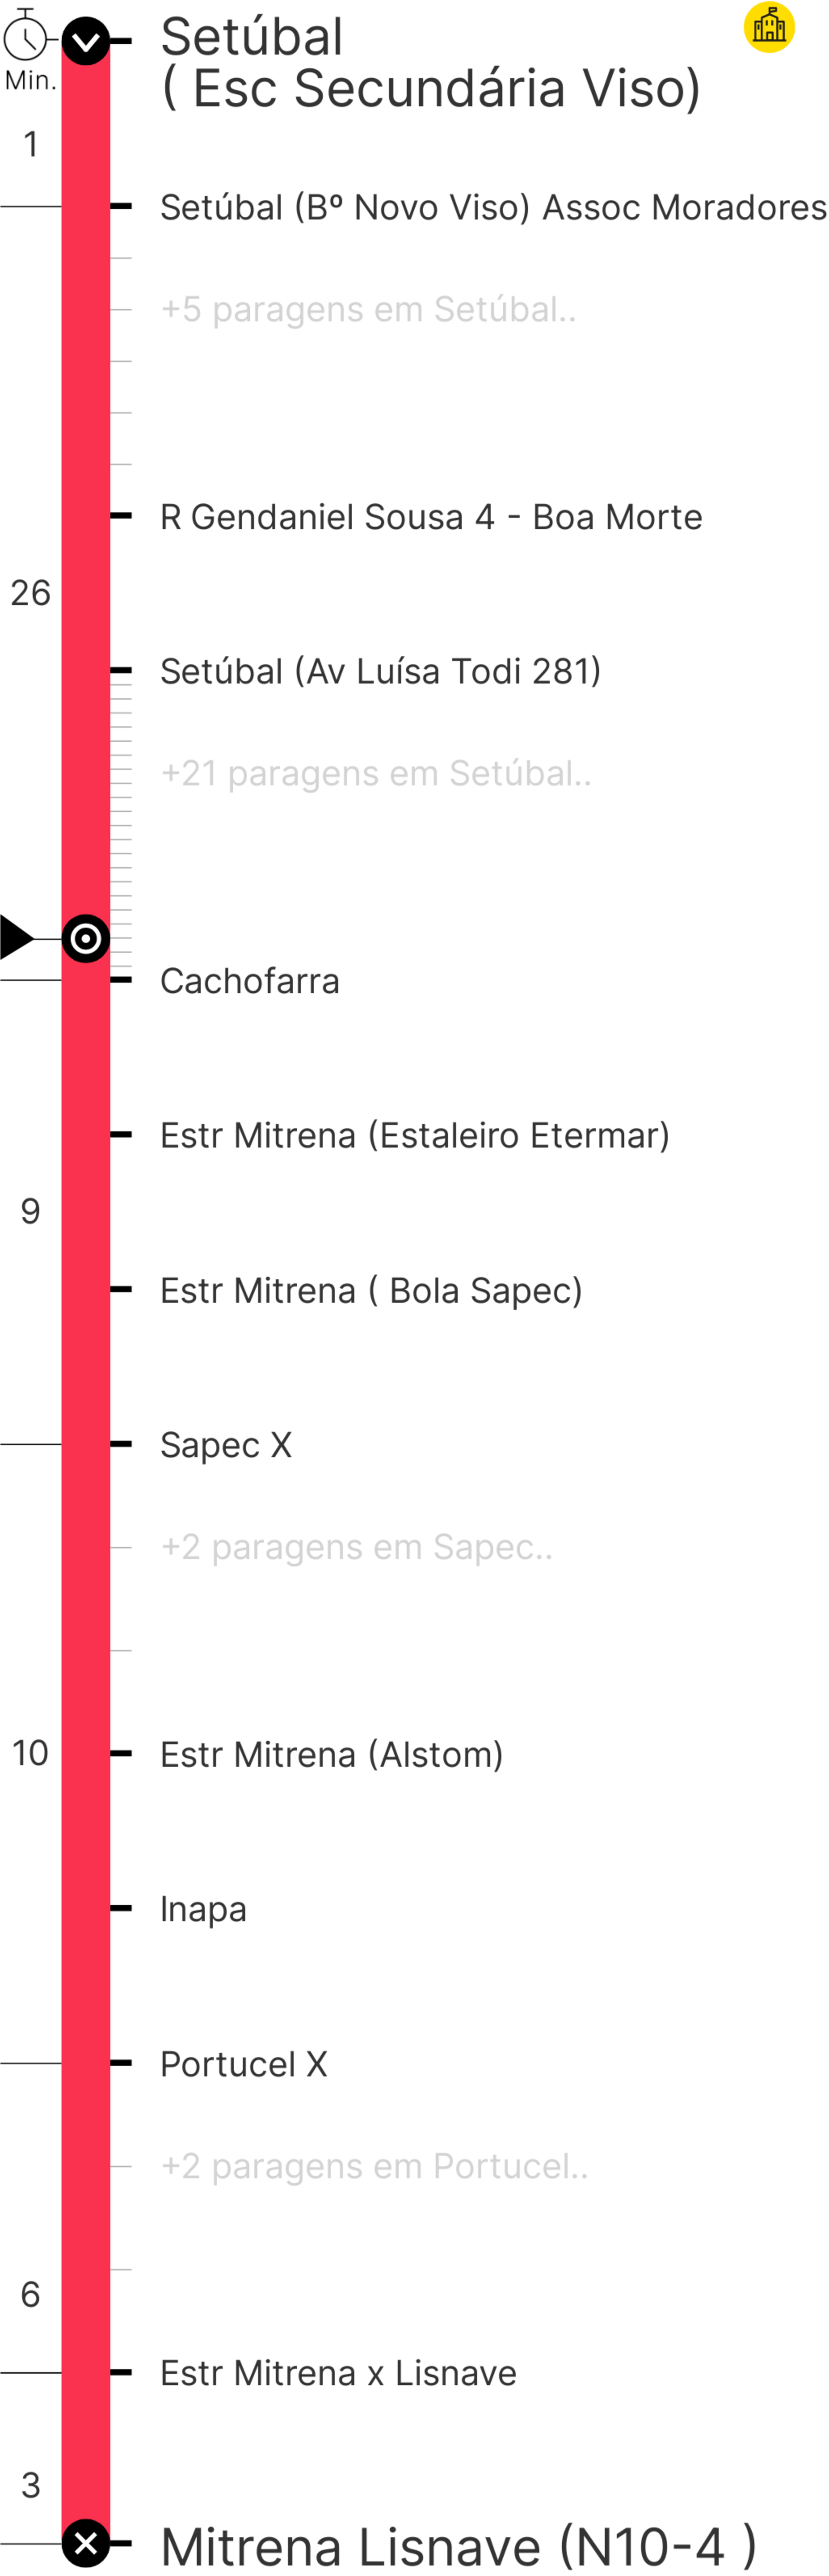 Setúbal
( Esc Secundária Viso)
Min.
1
Setúbal (Bº Novo Viso) Assoc Moradores
+5 paragens em Setúbal..
R Gendaniel Sousa 4 - Boa Morte
26
Setúbal (Av Luísa Todi 281)
+21 paragens em Setúbal..
Cachofarra
Estr Mitrena (Estaleiro Etermar)
9
Estr Mitrena ( Bola Sapec)
Sapec X
+2 paragens em Sapec..
10
Estr Mitrena (Alstom)
Inapa
Portucel X
+2 paragens em Portucel..
6
Estr Mitrena x Lisnave
3
Mitrena Lisnave (N10-4 )